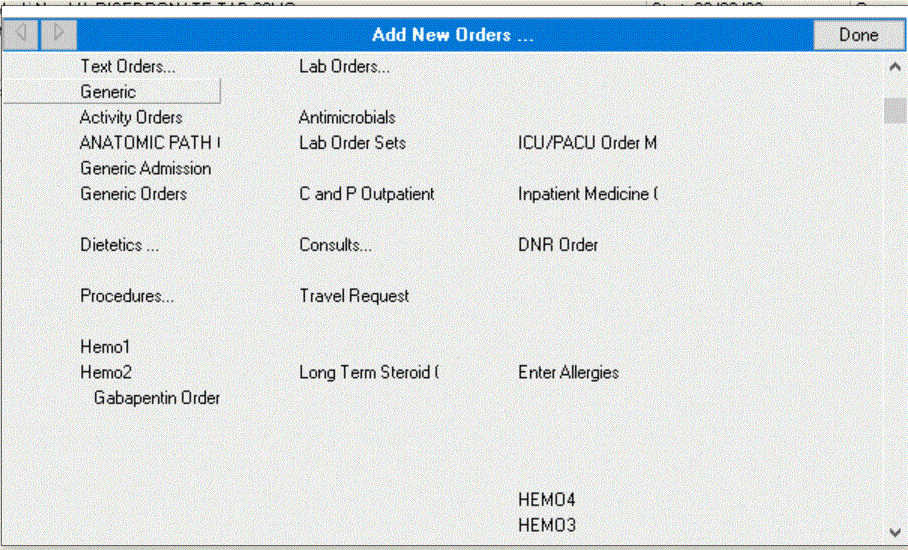 Add New Orders ... Done
Text Orders... Lab Orders...
Generic
Activity Orders Antimicrobials
ANATOMIC PATH Lab Order Sets ICU/PACU Order M
Generic Admission
Generic Orders C and P Outpatient Inpatient Medicine
Dietetics ... Consults... DNR Order
Procedures... Travel Request
Hemo1
Hemo2 Long Term Steroid Enter Allergies
Gabapentin Order
HEMO4
HEMO3